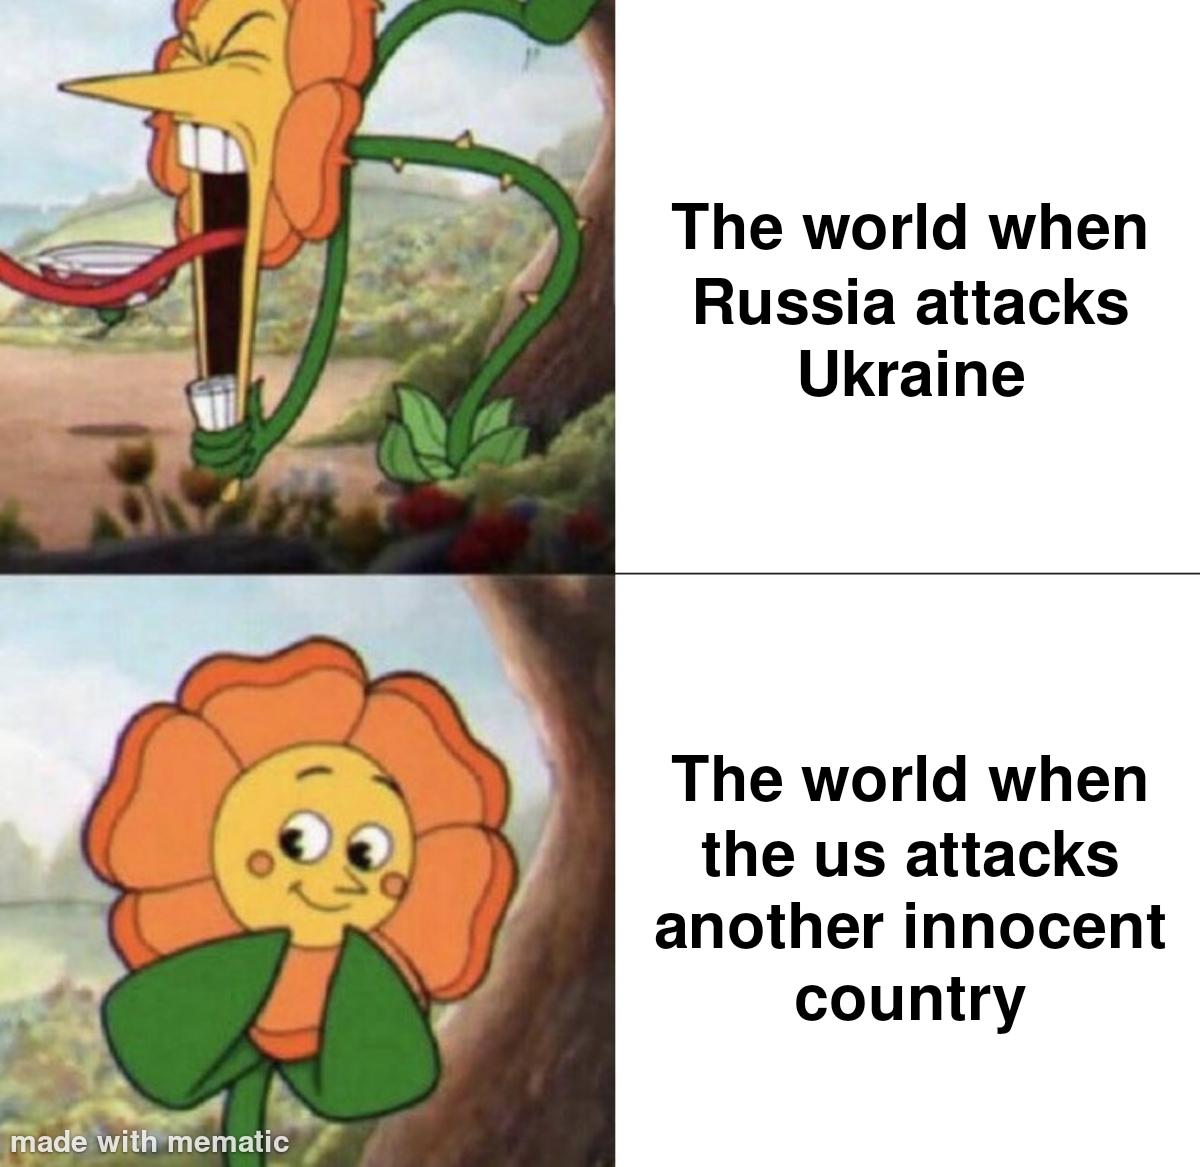 The world when
Russia attacks
Ukraine
The world when
the us attacks
another innocent
country
made with mematic